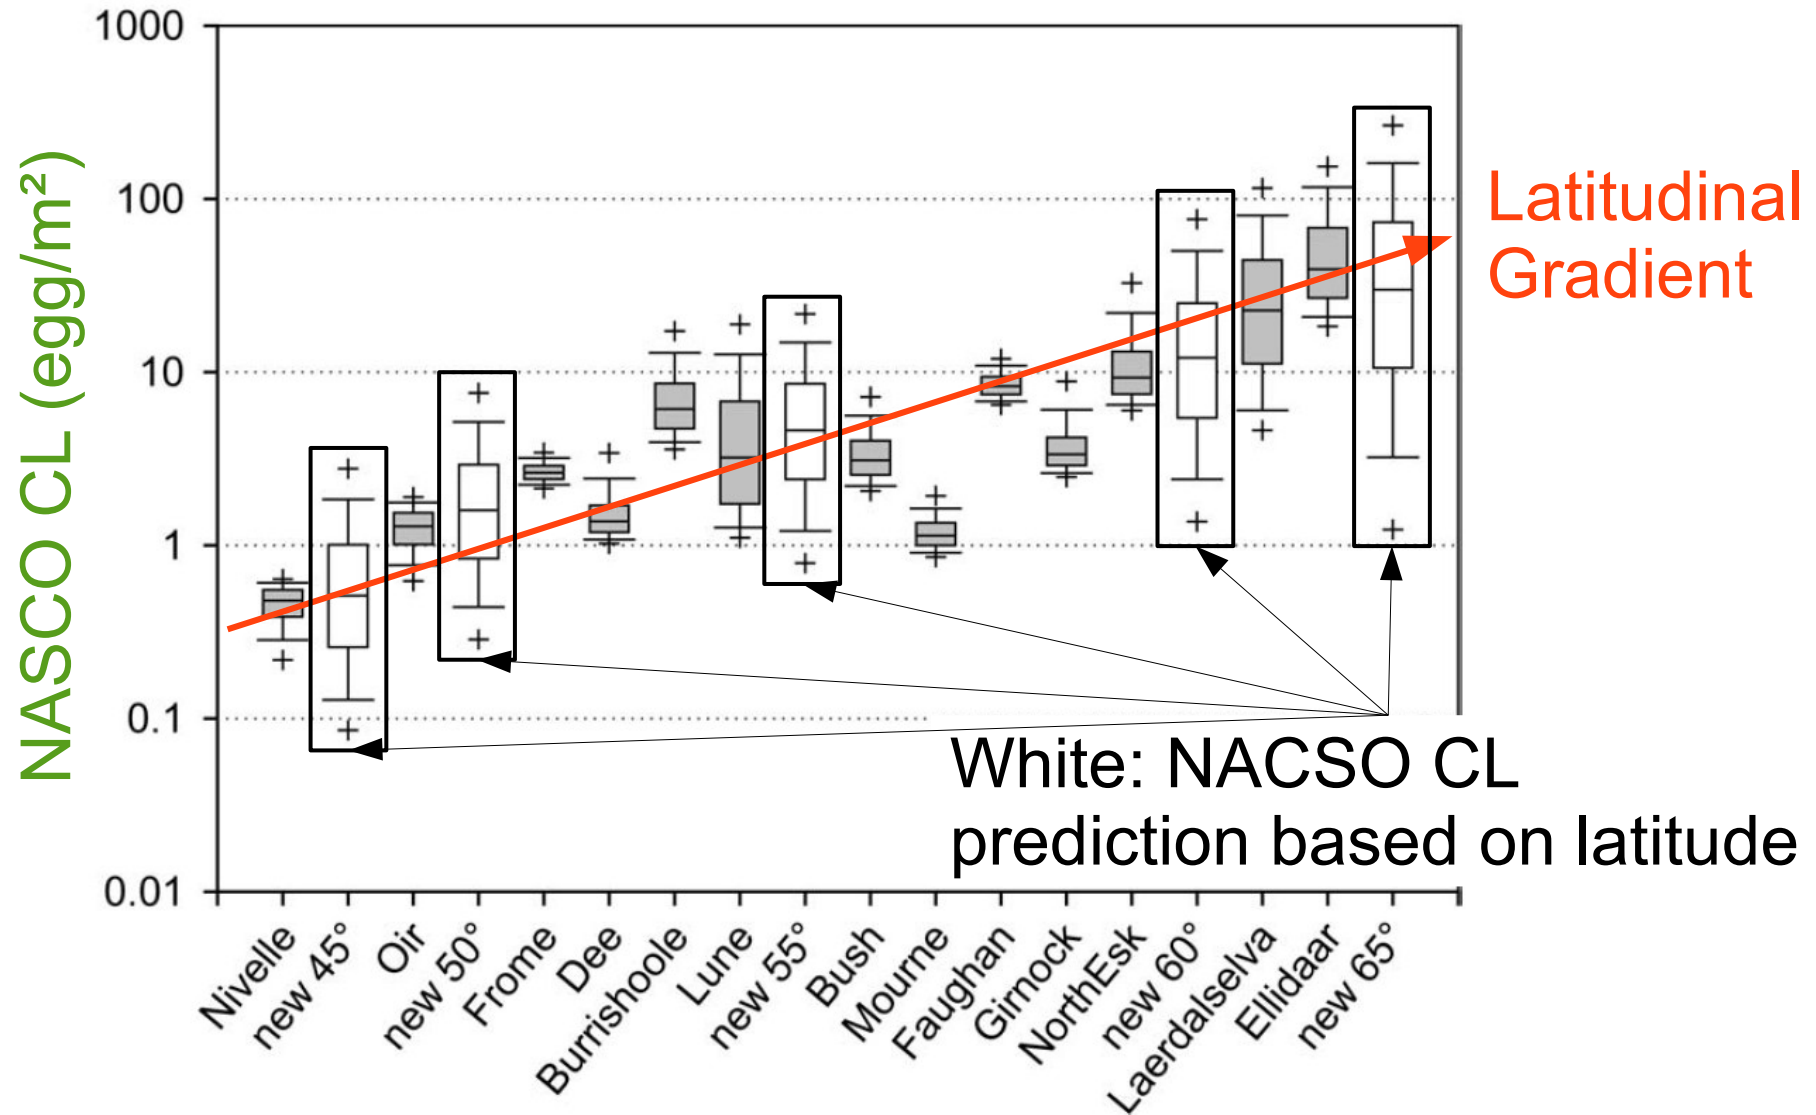 NASCO CL (egg/m²)
1000
100
10
1
0.1
0.01
Latitudinal
Gradient
White: NACSO CL
prediction based on latitude
Nivelle
new 45°
Oir
new 50°
Frome
Dee
Burrishoole
Lune
new 55°
Bush
Mourne
Faughan
Girnock
NorthEsk
new 60°
Laerdalselva
Ellidaar
new 65°